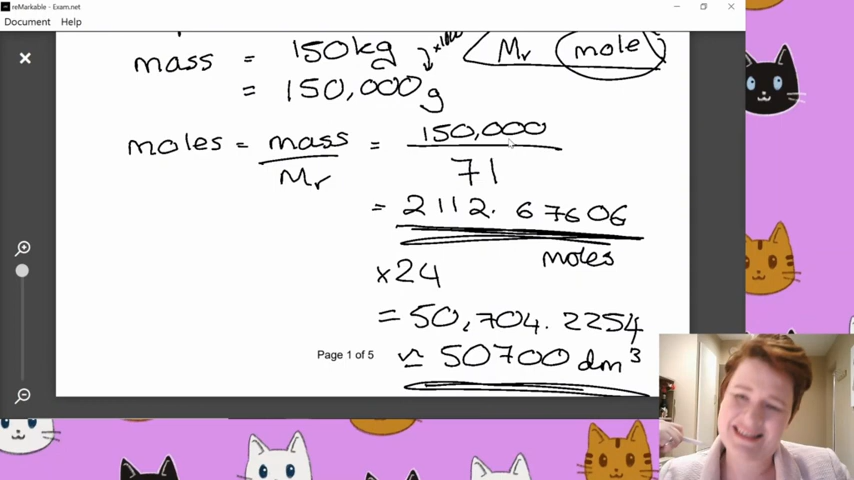 reMarkable - Exam.net
Document Help
mass = 150kg
×1000
Mr mole
= 150,000g
moles = mass = 150,000
Mr 71
= 2112.67606
moles
×24
= 50,704.2254
Page 1 of 5 ≃ 50700 dm³